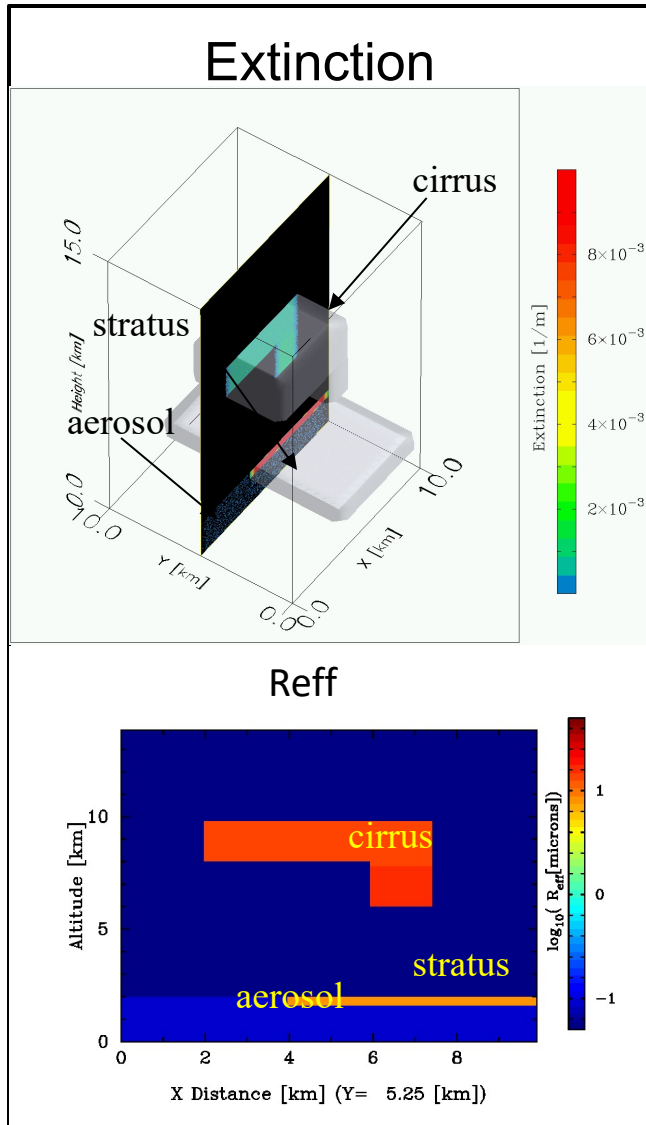 Extinction
cirrus
15.0
stratus
Height [km]
aerosol
0.0
10.0
Y [km]
0.0
0.0
X [km]
10.0
8×10⁻³
6×10⁻³
4×10⁻³
2×10⁻³
Extinction [1/m]
Reff
10
5
0
Altitude [km]
cirrus
stratus
aerosol
0 2 4 6 8
X Distance [km] (Y= 5.25 [km])
1
0
−1
log₁₀( R_eff[microns])